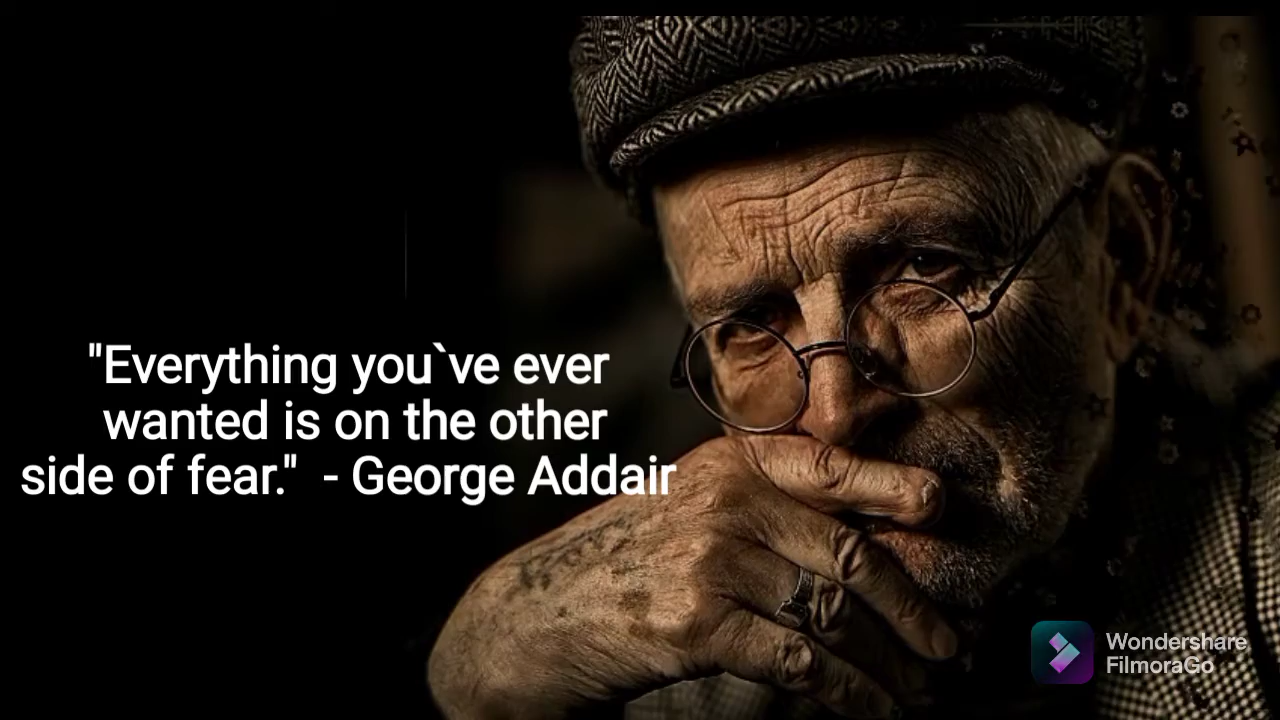 "Everything you`ve ever
wanted is on the other
side of fear."  - George Addair
Wondershare
FilmoraGo